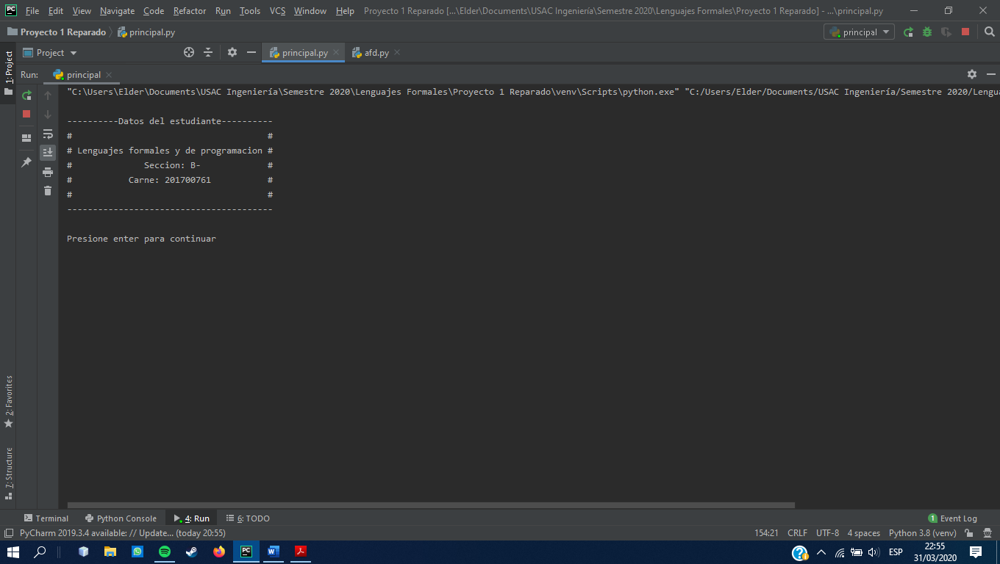 File Edit View Navigate Code Refactor Run Tools VCS Window Help Proyecto 1 Reparado [...\Elder\Documents\USAC Ingeniería\Semestre 2020\Lenguajes Formales\Proyecto 1 Reparado] - ...\principal.py
Proyecto 1 Reparado principal.py principal
Project principal.py afd.py
1: Project
Run: principal
"C:\Users\Elder\Documents\USAC Ingeniería\Semestre 2020\Lenguajes Formales\Proyecto 1 Reparado\venv\Scripts\python.exe" "C:/Users/Elder/Documents/USAC Ingeniería/Semestre 2020/Lengua
----------Datos del estudiante----------
# #
# Lenguajes formales y de programacion #
# Seccion: B- #
# Carne: 201700761 #
# #
----------------------------------------
Presione enter para continuar
2: Favorites
7: Structure
Terminal Python Console 4: Run 6: TODO 1 Event Log
PyCharm 2019.3.4 available: // Update... (today 20:55) 154:21 CRLF UTF-8 4 spaces Python 3.8 (venv)
ESP 22:55
31/03/2020